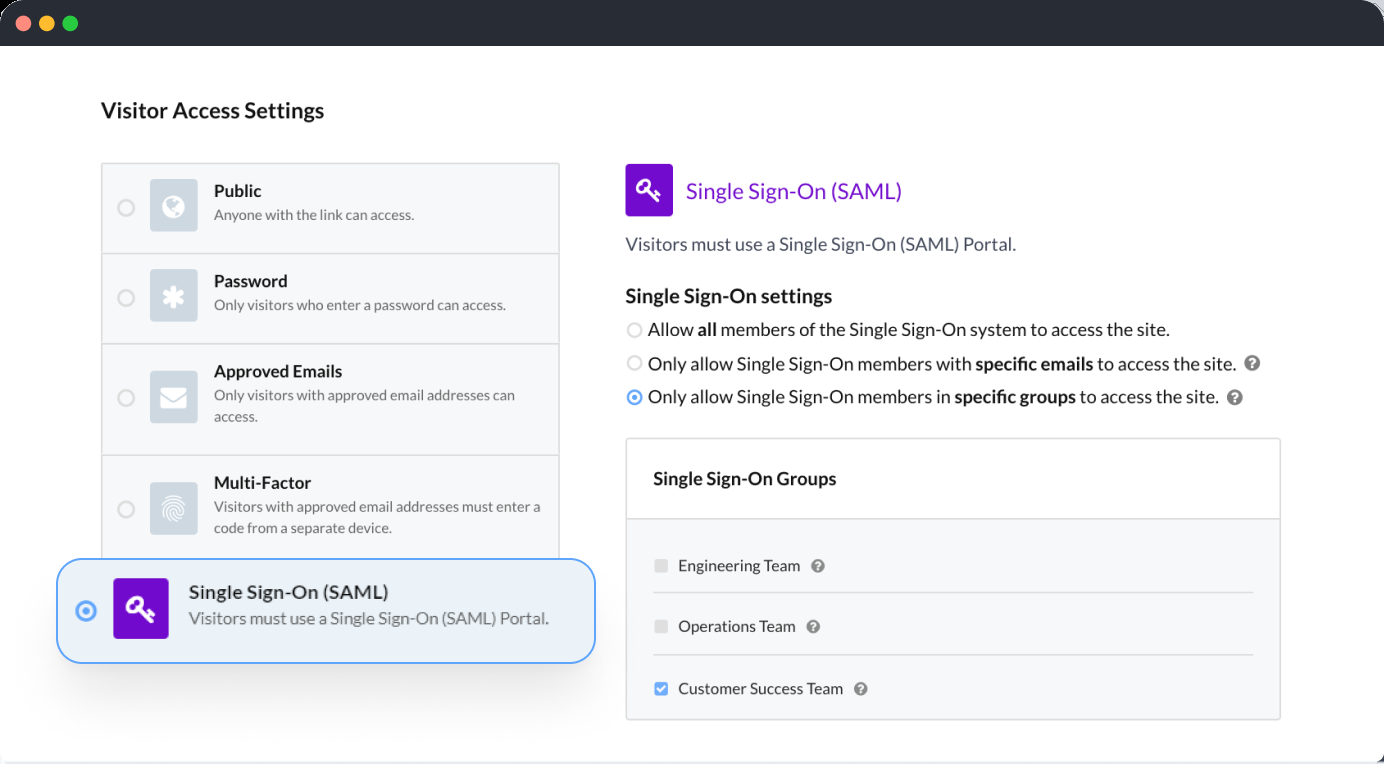 Visitor Access Settings
Public
Anyone with the link can access.
Password
Only visitors who enter a password can access.
Approved Emails
Only visitors with approved email addresses can
access.
Multi-Factor
Visitors with approved email addresses must enter a
code from a separate device.
Single Sign-On (SAML)
Visitors must use a Single Sign-On (SAML) Portal.
Single Sign-On (SAML)
Visitors must use a Single Sign-On (SAML) Portal.
Single Sign-On settings
Allow all members of the Single Sign-On system to access the site.
Only allow Single Sign-On members with specific emails to access the site. ?
Only allow Single Sign-On members in specific groups to access the site. ?
Single Sign-On Groups
Engineering Team ?
Operations Team ?
Customer Success Team ?